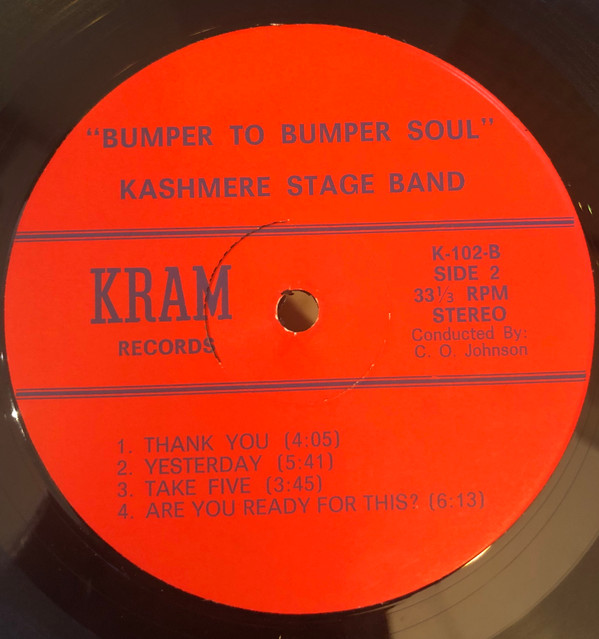 "BUMPER TO BUMPER SOUL"
KASHMERE STAGE BAND
KRAM
RECORDS
K-102-B
SIDE 2
33⅓ RPM
STEREO
Conducted By:
C. O. Johnson
1. THANK YOU (4:05)
2. YESTERDAY (5:41)
3. TAKE FIVE (3:45)
4. ARE YOU READY FOR THIS? (6:13)